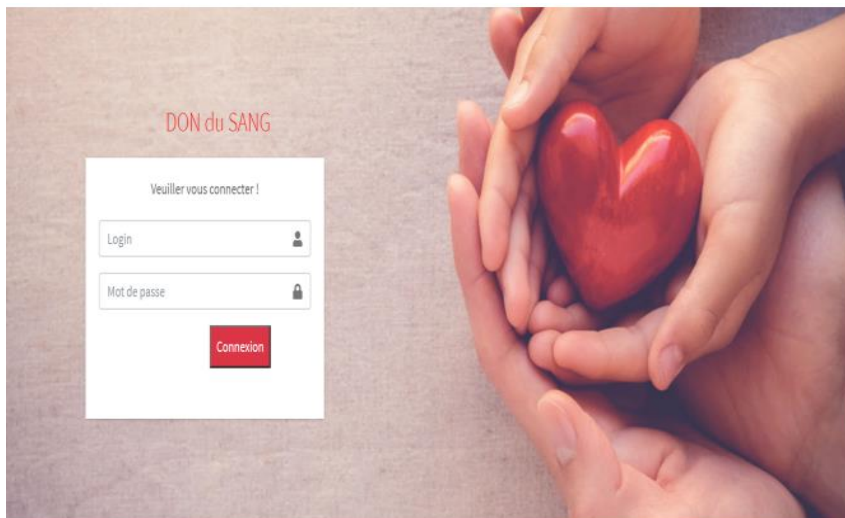 DON du SANG
Veuiller vous connecter !
Login
Mot de passe
Connexion